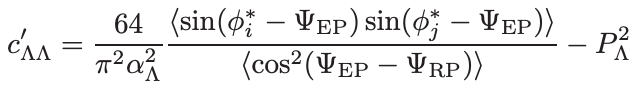 c'_{ΛΛ} = \frac{64}{π^2 α_Λ^2} \frac{⟨sin(ϕ_i^* − Ψ_{EP}) sin(ϕ_j^* − Ψ_{EP})⟩}{⟨cos^2(Ψ_{EP} − Ψ_{RP})⟩} − P_Λ^2